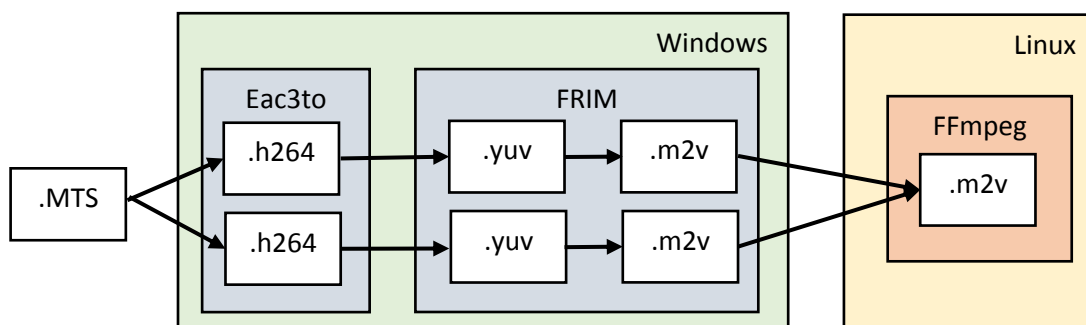 Windows
Linux
Eac3to
FRIM
FFmpeg
.h264
.yuv
.m2v
.m2v
.MTS
.h264
.yuv
.m2v